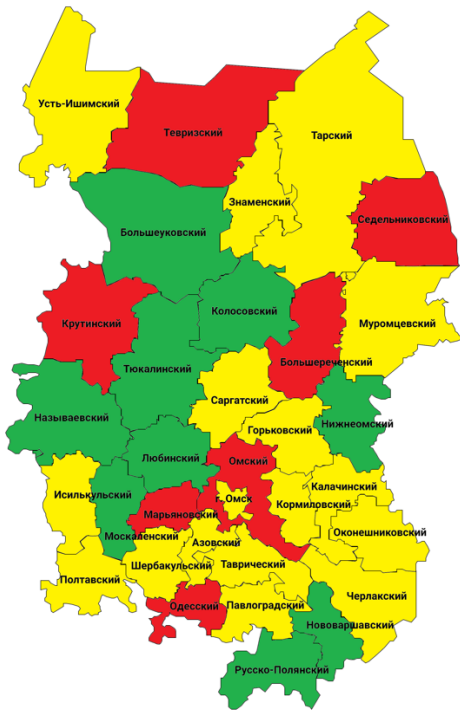 Усть-Ишимский
Тевризский
Тарский
Знаменский
Седельниковский
Большеуковский
Колосовский
Крутинский
Муромцевский
Большереченский
Тюкалинский
Саргатский
Называевский
Горьковский
Нижнеомский
Любинский
Омский
Калачинский
Исилькульский
г. Омск
Кормиловский
Марьяновский
Москаленский
Азовский
Оконешниковский
Шербакульский
Таврический
Полтавский
Черлакский
Одесский
Павлоградский
Нововаршавский
Русско-Полянский